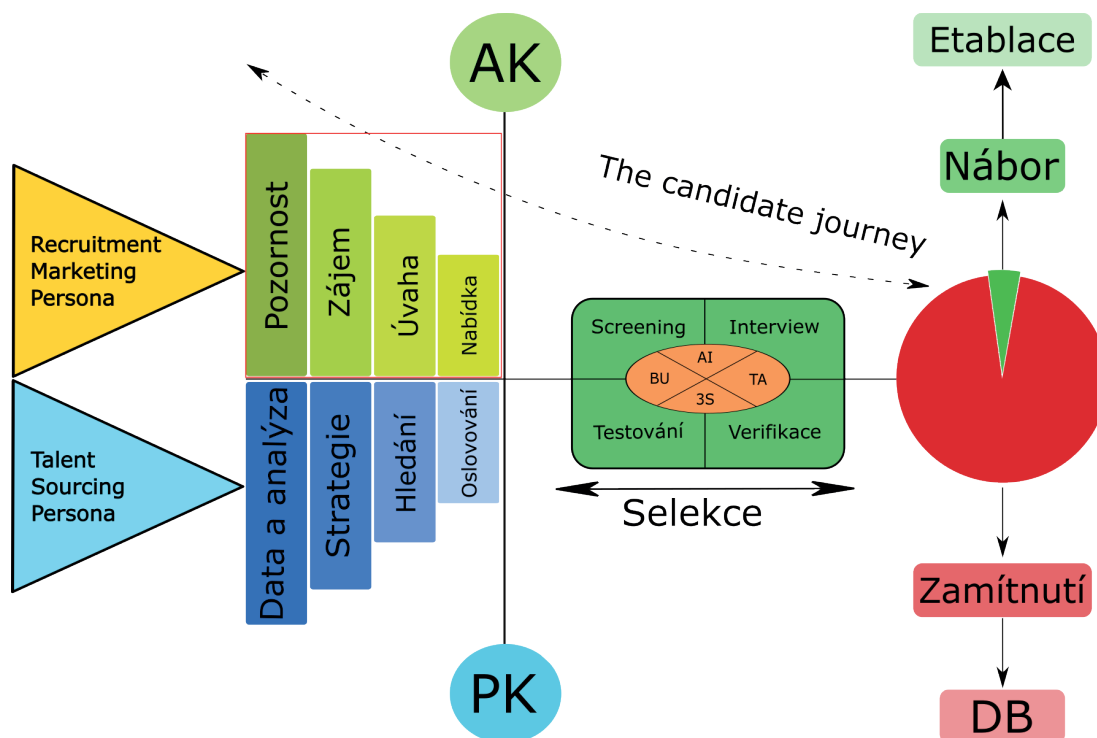 AK
Etablace
Nábor
The candidate journey
Recruitment
Marketing
Persona
Pozornost
Zájem
Úvaha
Nabídka
Screening
Interview
AI
BU
TA
3S
Testování
Verifikace
Selekce
Talent
Sourcing
Persona
Data a analýza
Strategie
Hledání
Oslovování
PK
Zamítnutí
DB